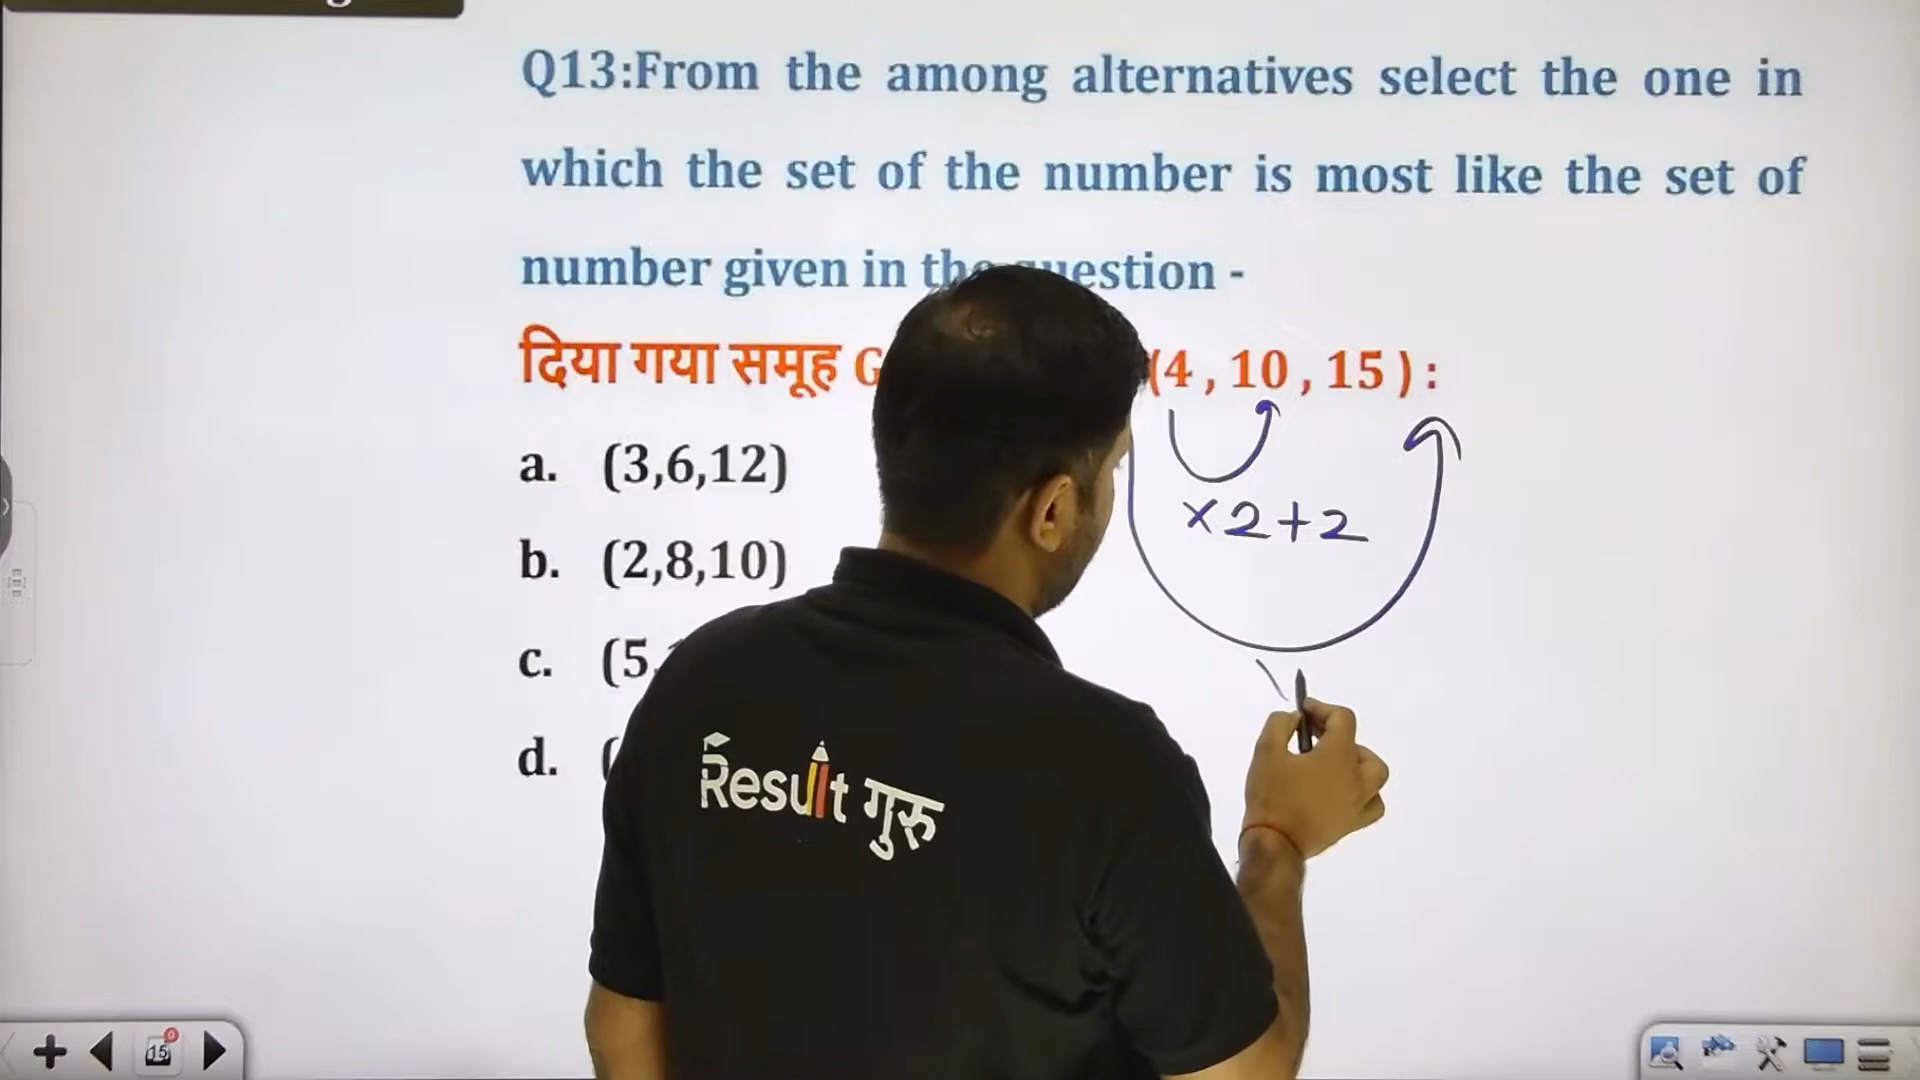 Q13:From the among alternatives select the one in
which the set of the number is most like the set of
number given in the question -
दिया गया समूह (4 , 10 , 15 ) :
a. (3,6,12)
×2+2
b. (2,8,10)
c. (5,
d. (
Result गुरु
15